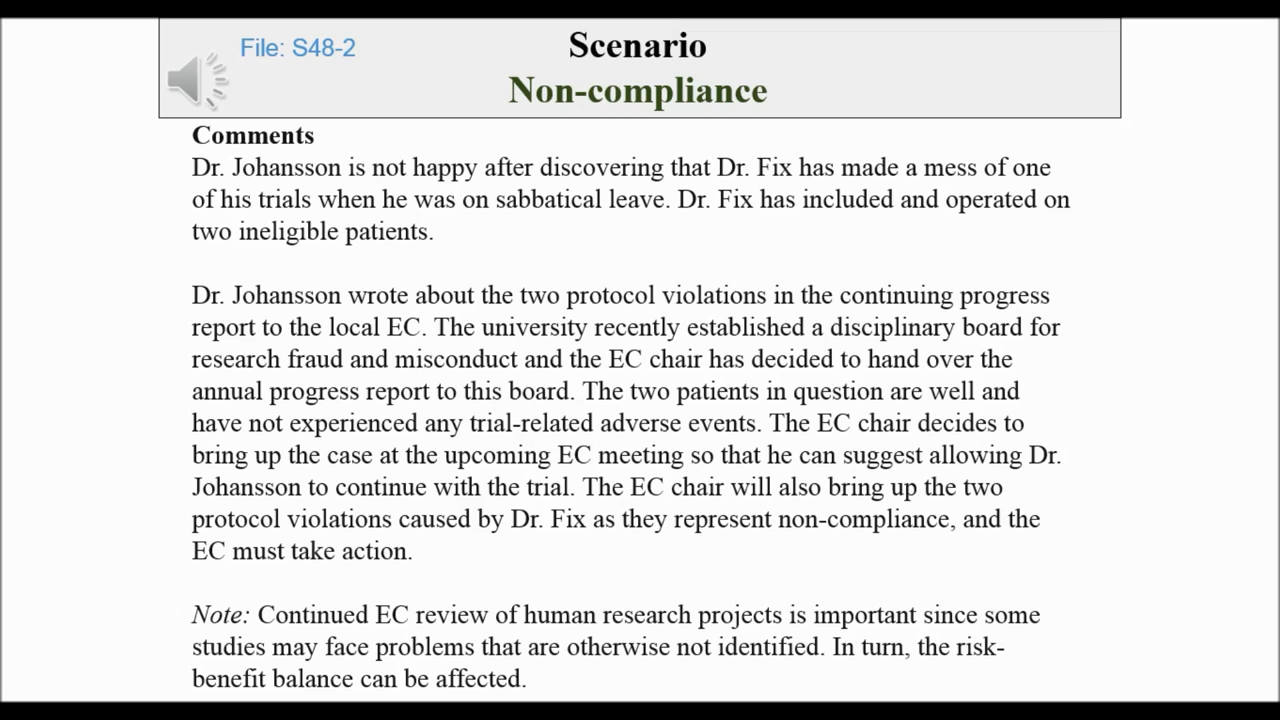 File: S48-2
Scenario
Non-compliance
Comments
Dr. Johansson is not happy after discovering that Dr. Fix has made a mess of one
of his trials when he was on sabbatical leave. Dr. Fix has included and operated on
two ineligible patients.
Dr. Johansson wrote about the two protocol violations in the continuing progress
report to the local EC. The university recently established a disciplinary board for
research fraud and misconduct and the EC chair has decided to hand over the
annual progress report to this board. The two patients in question are well and
have not experienced any trial-related adverse events. The EC chair decides to
bring up the case at the upcoming EC meeting so that he can suggest allowing Dr.
Johansson to continue with the trial. The EC chair will also bring up the two
protocol violations caused by Dr. Fix as they represent non-compliance, and the
EC must take action.
Note: Continued EC review of human research projects is important since some
studies may face problems that are otherwise not identified. In turn, the risk-
benefit balance can be affected.